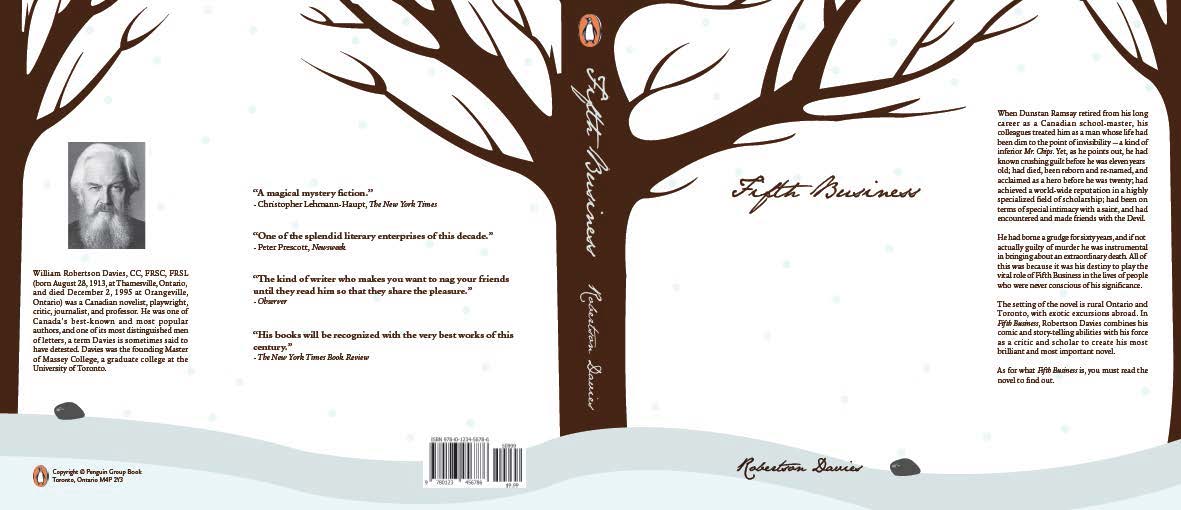 William Robertson Davies, CC, FRSC, FRSL
(born August 28, 1913, at Thamesville, Ontario,
and died December 2, 1995 at Orangeville,
Ontario) was a Canadian novelist, playwright,
critic, journalist, and professor. He was one of
Canada's best-known and most popular
authors, and one of its most distinguished men
of letters, a term Davies is sometimes said to
have detested. Davies was the founding Master
of Massey College, a graduate college at the
University of Toronto.
Copyright © Penguin Group Book
Toronto, Ontario M4P 2Y3
“A magical mystery fiction.”
- Christopher Lehmann-Haupt, The New York Times
“One of the splendid literary enterprises of this decade.”
- Peter Prescott, Newsweek
“The kind of writer who makes you want to nag your friends
until they read him so that they share the pleasure.”
- Observer
“His books will be recognized with the very best works of this
century.”
- The New York Times Book Review
ISBN 978-0-1234-5678-6
50999
9 780123 456786
$9.99
Fifth Business
Robertson Davies
Fifth Business
Robertson Davies
When Dunstan Ramsay retired from his long
career as a Canadian school-master, his
colleagues treated him as a man whose life had
been dim to the point of invisibility – a kind of
inferior Mr. Chips. Yet, as he points out, he had
known crushing guilt before he was eleven years
old; had died, been reborn and re-named, and
acclaimed as a hero before he was twenty; had
achieved a world-wide reputation in a highly
specialized field of scholarship; had been on
terms of special intimacy with a saint, and had
encountered and made friends with the Devil.
He had borne a grudge for sixty years, and if not
actually guilty of murder he was instrumental
in bringing about an extraordinary death. All of
this was because it was his destiny to play the
vital role of Fifth Business in the lives of people
who were never conscious of his significance.
The setting of the novel is rural Ontario and
Toronto, with exotic excursions abroad. In
Fifth Business, Robertson Davies combines his
comic and story-telling abilities with his force
as a critic and scholar to create his most
brilliant and most important novel.
As for what Fifth Business is, you must read the
novel to find out.